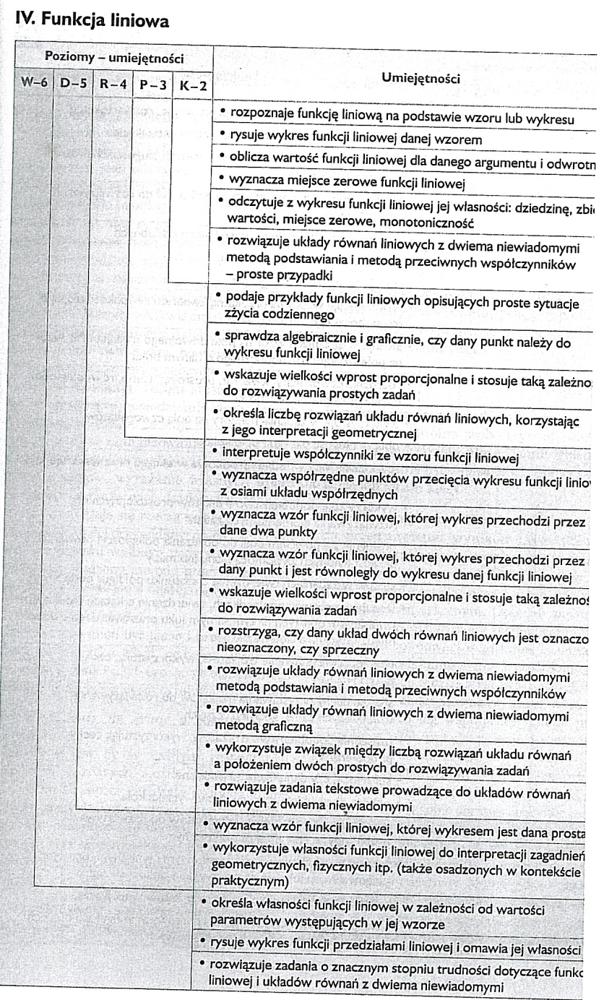 IV. Funkcja liniowa
Poziomy – umiejętności
Umiejętności
W–6 D–5 R–4 P–3 K–2
• rozpoznaje funkcję liniową na podstawie wzoru lub wykresu
• rysuje wykres funkcji liniowej danej wzorem
• oblicza wartość funkcji liniowej dla danego argumentu i odwrotn
• wyznacza miejsce zerowe funkcji liniowej
• odczytuje z wykresu funkcji liniowej jej własności: dziedzinę, zbi
wartości, miejsce zerowe, monotoniczność
• rozwiązuje układy równań liniowych z dwiema niewiadomymi
metodą podstawiania i metodą przeciwnych współczynników
– proste przypadki
• podaje przykłady funkcji liniowych opisujących proste sytuacje
zżycia codziennego
• sprawdza algebraicznie i graficznie, czy dany punkt należy do
wykresu funkcji liniowej
• wskazuje wielkości wprost proporcjonalne i stosuje taką zależno
do rozwiązywania prostych zadań
• określa liczbę rozwiązań układu równań liniowych, korzystając
z jego interpretacji geometrycznej
• interpretuje współczynniki ze wzoru funkcji liniowej
• wyznacza współrzędne punktów przecięcia wykresu funkcji linio
z osiami układu współrzędnych
• wyznacza wzór funkcji liniowej, której wykres przechodzi przez
dane dwa punkty
• wyznacza wzór funkcji liniowej, której wykres przechodzi przez
dany punkt i jest równoległy do wykresu danej funkcji liniowej
• wskazuje wielkości wprost proporcjonalne i stosuje taką zależnoś
do rozwiązywania zadań
• rozstrzyga, czy dany układ dwóch równań liniowych jest oznaczo
nieoznaczony, czy sprzeczny
• rozwiązuje układy równań liniowych z dwiema niewiadomymi
metodą podstawiania i metodą przeciwnych współczynników
• rozwiązuje układy równań liniowych z dwiema niewiadomymi
metodą graficzną
• wykorzystuje związek między liczbą rozwiązań układu równań
a położeniem dwóch prostych do rozwiązywania zadań
• rozwiązuje zadania tekstowe prowadzące do układów równań
liniowych z dwiema niewiadomymi
• wyznacza wzór funkcji liniowej, której wykresem jest dana prosta
• wykorzystuje własności funkcji liniowej do interpretacji zagadnień
geometrycznych, fizycznych itp. (także osadzonych w kontekście
praktycznym)
• określa własności funkcji liniowej w zależności od wartości
parametrów występujących w jej wzorze
• rysuje wykres funkcji przedziałami liniowej i omawia jej własności
• rozwiązuje zadania o znacznym stopniu trudności dotyczące funkc
liniowej i układów równań z dwiema niewiadomymi